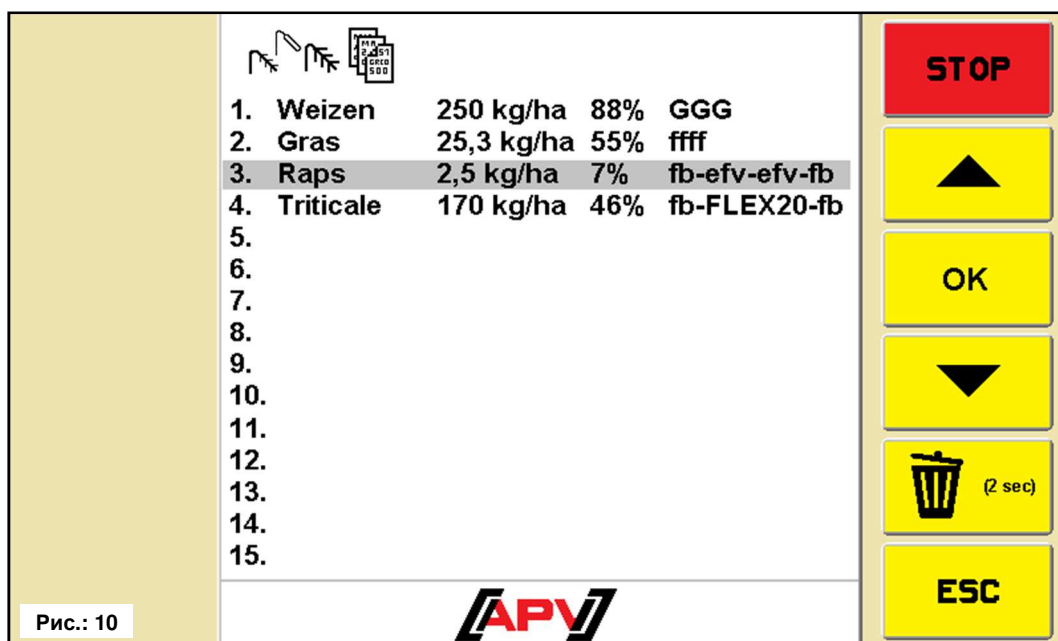 1. Weizen 250 kg/ha 88% GGG
2. Gras 25,3 kg/ha 55% ffff
3. Raps 2,5 kg/ha 7% fb-efv-efv-fb
4. Triticale 170 kg/ha 46% fb-FLEX20-fb
5.
6.
7.
8.
9.
10.
11.
12.
13.
14.
15.
STOP
OK
(2 sec)
ESC
APV
Рис.: 10